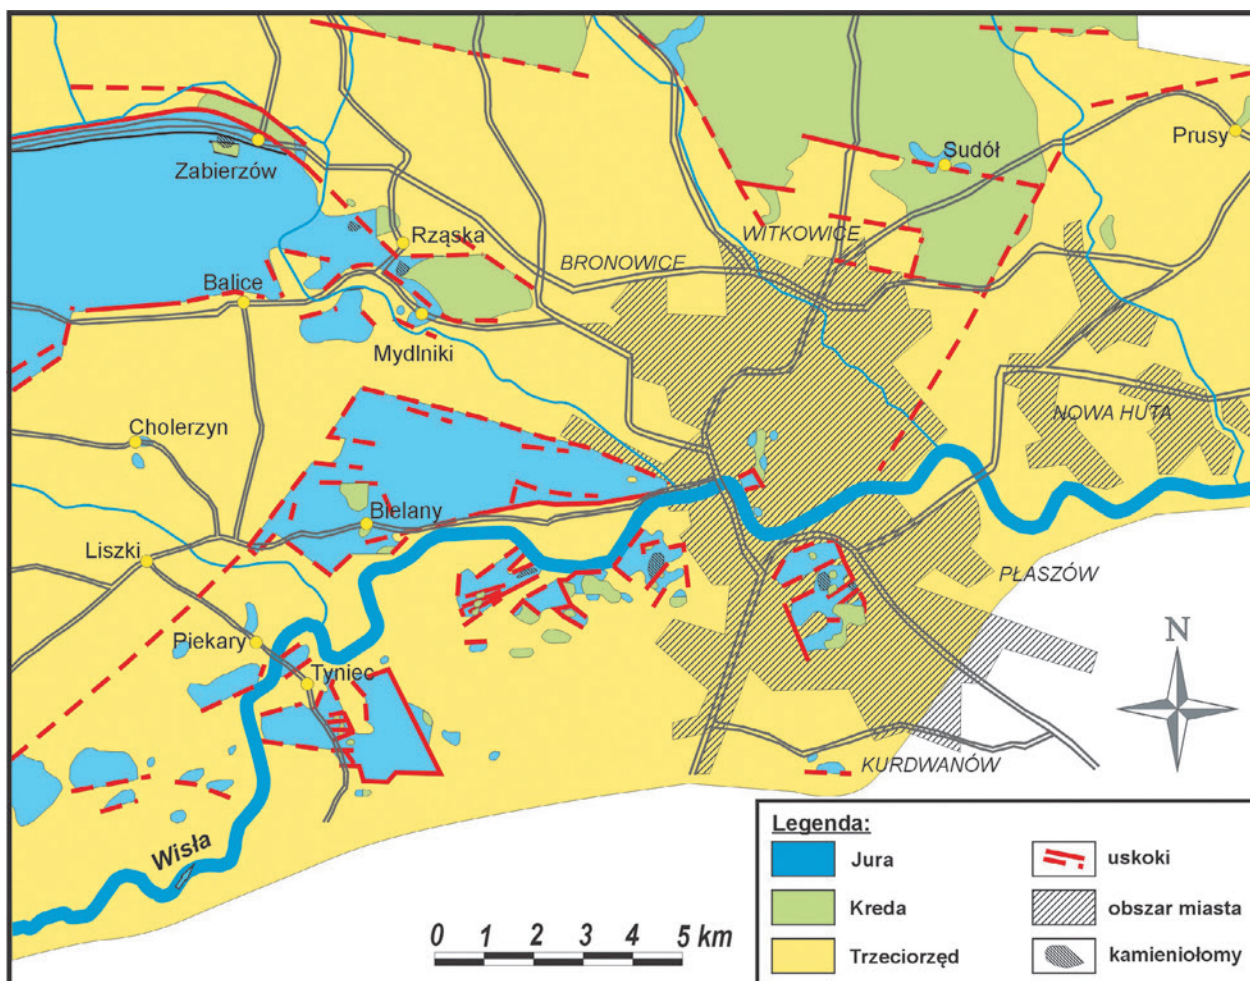 Zabierzów
Prusy
Sudół
Rząska
WITKOWICE
BRONOWICE
Balice
Mydlniki
NOWA HUTA
Cholerzyn
Bielany
Liszki
PŁASZÓW
Piekary
Tyniec
N
KURDWANÓW
Wisła
0 1 2 3 4 5 km
Legenda:
Jura
Kreda
Trzeciorzęd
uskoki
obszar miasta
kamieniołomy